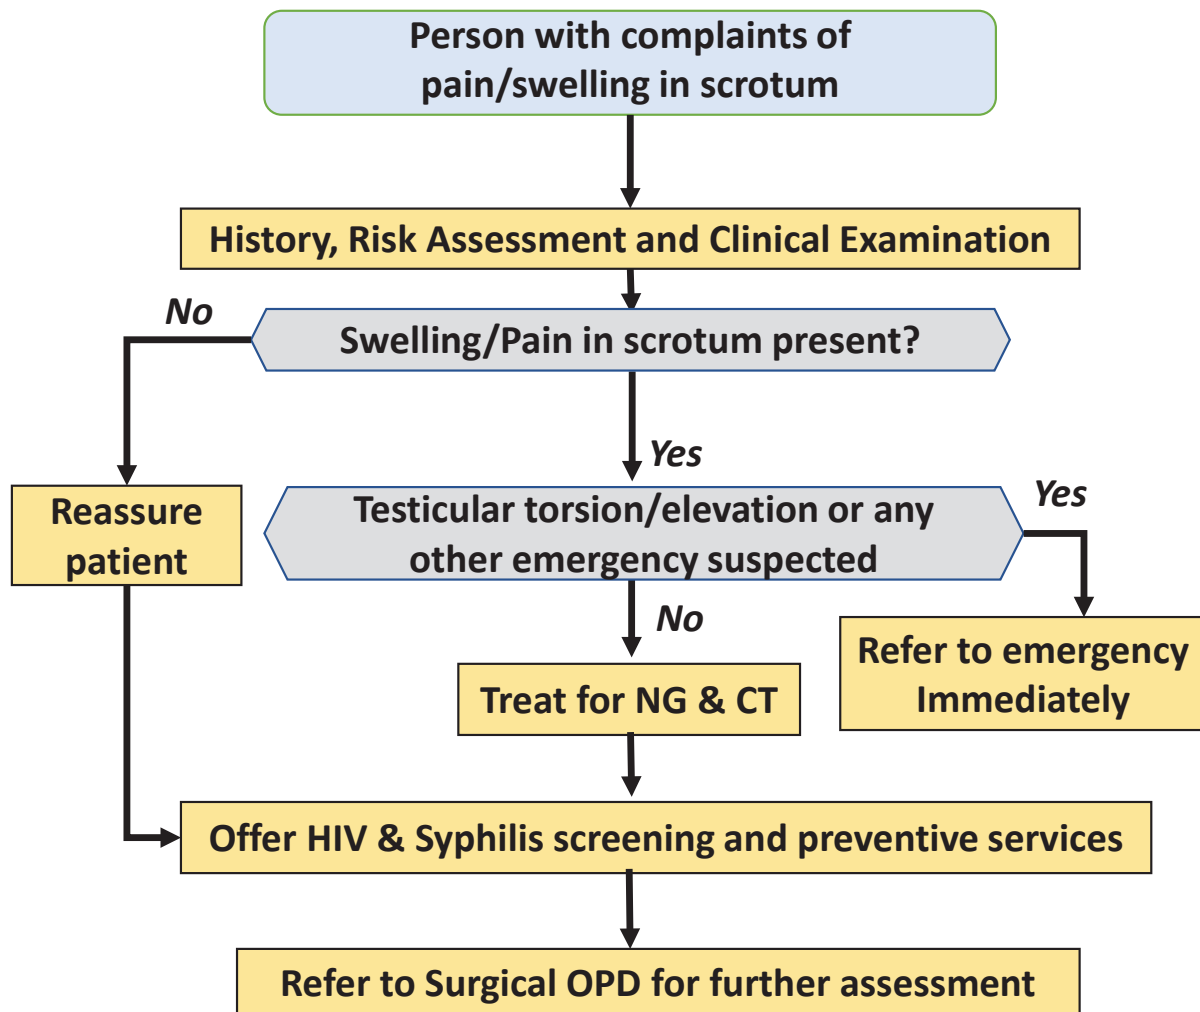 Person with complaints of
pain/swelling in scrotum
History, Risk Assessment and Clinical Examination
No
Swelling/Pain in scrotum present?
Yes
Reassure
patient
Testicular torsion/elevation or any
other emergency suspected
Yes
No
Refer to emergency
Immediately
Treat for NG & CT
Offer HIV & Syphilis screening and preventive services
Refer to Surgical OPD for further assessment